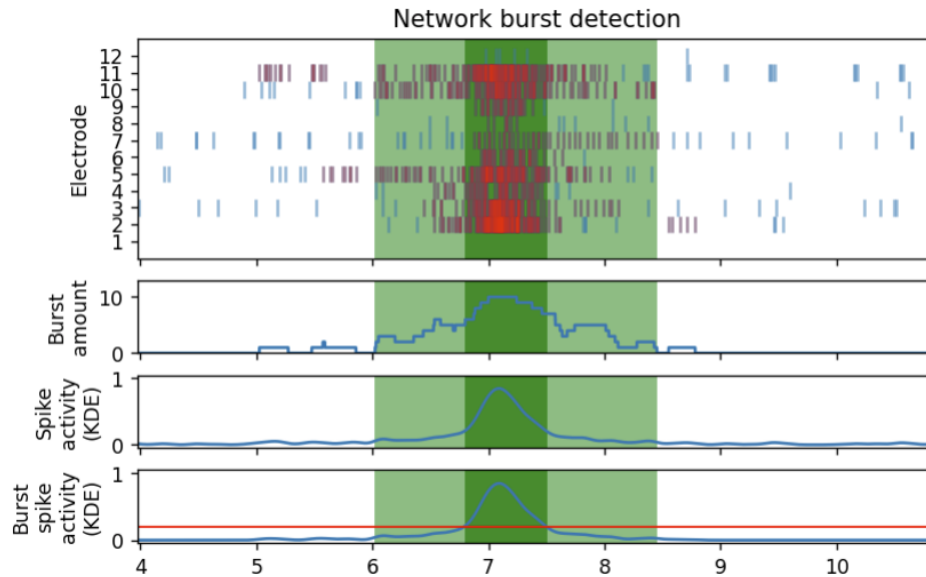 Network burst detection
Electrode
12
11
10
9
8
7
6
5
4
3
2
1
Burst
amount
10
0
Spike
activity
(KDE)
1
0
Burst
spike
activity
(KDE)
1
0
4 5 6 7 8 9 10